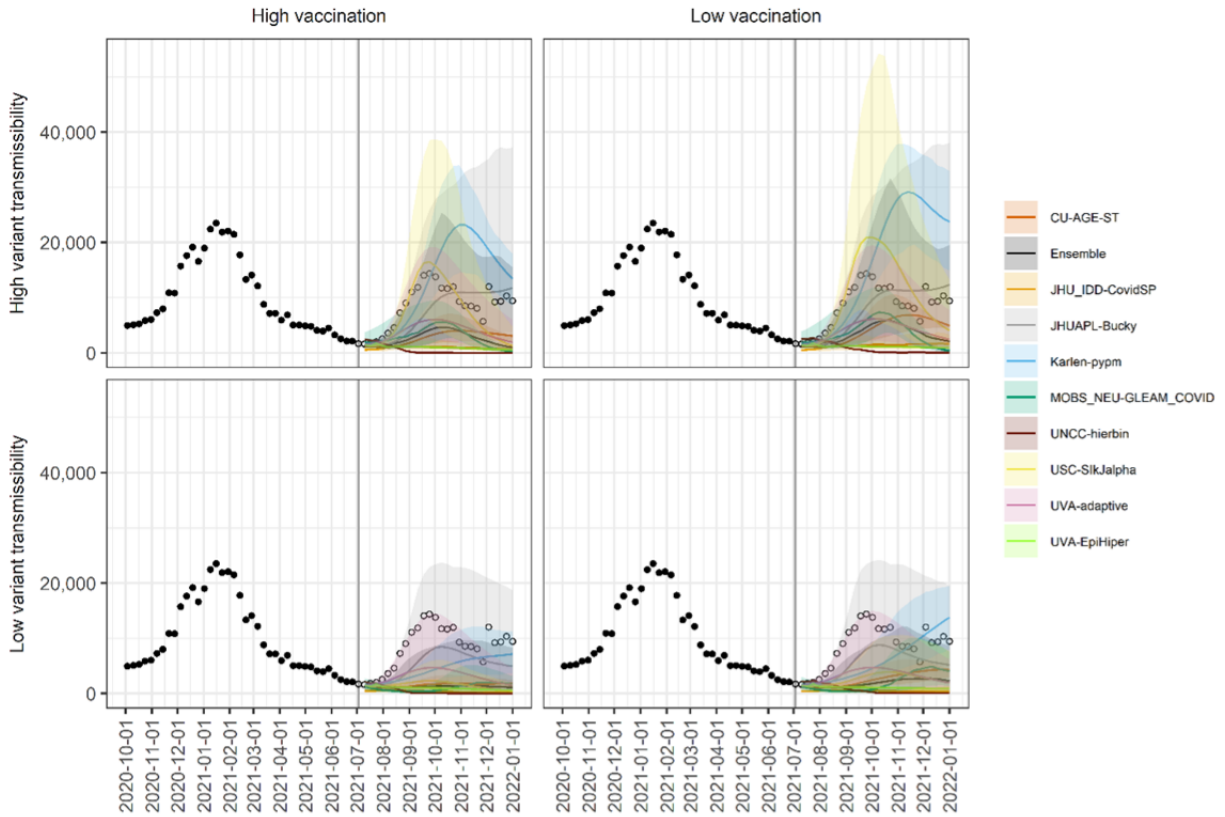 High vaccination
Low vaccination
High variant transmissibility
40,000
20,000
0
Low variant transmissibility
40,000
20,000
0
2020-10-01
2020-11-01
2020-12-01
2021-01-01
2021-02-01
2021-03-01
2021-04-01
2021-05-01
2021-06-01
2021-07-01
2021-08-01
2021-09-01
2021-10-01
2021-11-01
2021-12-01
2022-01-01
2020-10-01
2020-11-01
2020-12-01
2021-01-01
2021-02-01
2021-03-01
2021-04-01
2021-05-01
2021-06-01
2021-07-01
2021-08-01
2021-09-01
2021-10-01
2021-11-01
2021-12-01
2022-01-01
CU-AGE-ST
Ensemble
JHU_IDD-CovidSP
JHUAPL-Bucky
Karlen-pypm
MOBS_NEU-GLEAM_COVID
UNCC-hierbin
USC-SIkJalpha
UVA-adaptive
UVA-EpiHiper